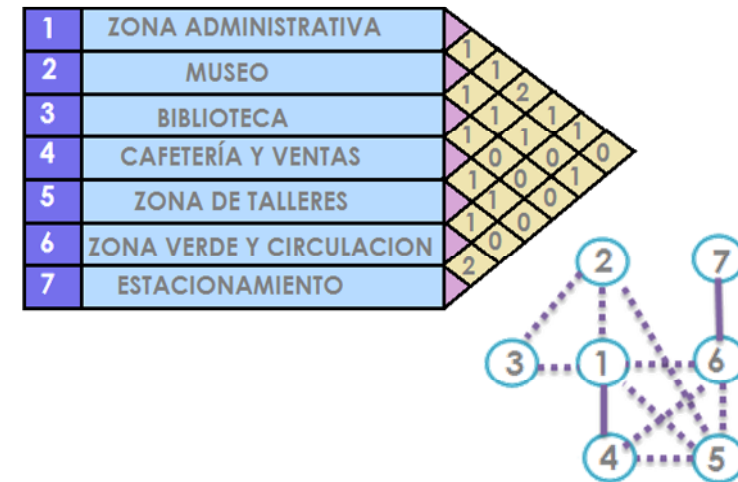 1 ZONA ADMINISTRATIVA
1
2 MUSEO 1
1 2
3 BIBLIOTECA 1 1
1 1 1
4 CAFETERÍA Y VENTAS 0 0 0
1 0 1
5 ZONA DE TALLERES 1 0
1 0
6 ZONA VERDE Y CIRCULACION 0
2
7 ESTACIONAMIENTO
2 7
3 1 6
4 5